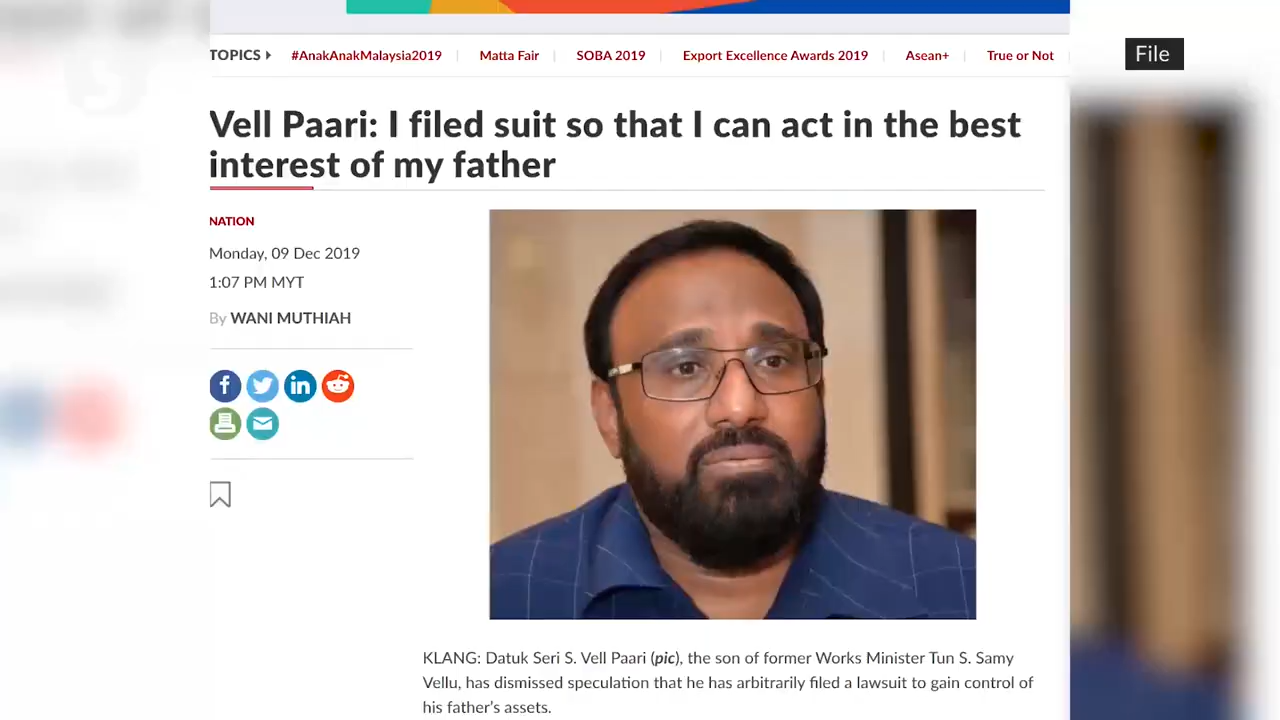 File
TOPICS
#AnakAnakMalaysia2019
Matta Fair
SOBA 2019
Export Excellence Awards 2019
Asean+
True or Not
Vell Paari: I filed suit so that I can act in the best
interest of my father
NATION
Monday, 09 Dec 2019
1:07 PM MYT
By WANI MUTHIAH
KLANG: Datuk Seri S. Vell Paari (pic), the son of former Works Minister Tun S. Samy
Vellu, has dismissed speculation that he has arbitrarily filed a lawsuit to gain control of
his father's assets.